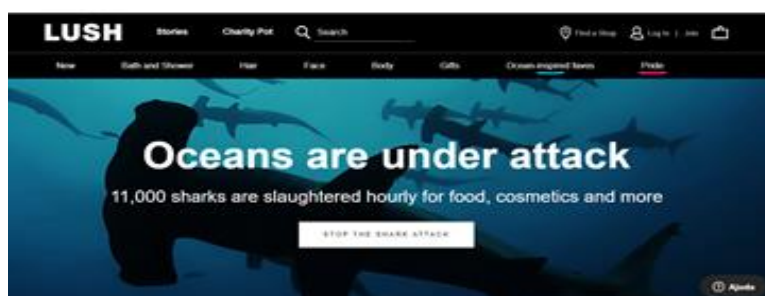 LUSH Stories Charity Pot Search Find a Shop Log In | Join
New Bath and Shower Hair Face Body Gifts Ocean-inspired faves Pride
Oceans are under attack
11,000 sharks are slaughtered hourly for food, cosmetics and more
STOP THE SHARK ATTACK
Ajuda